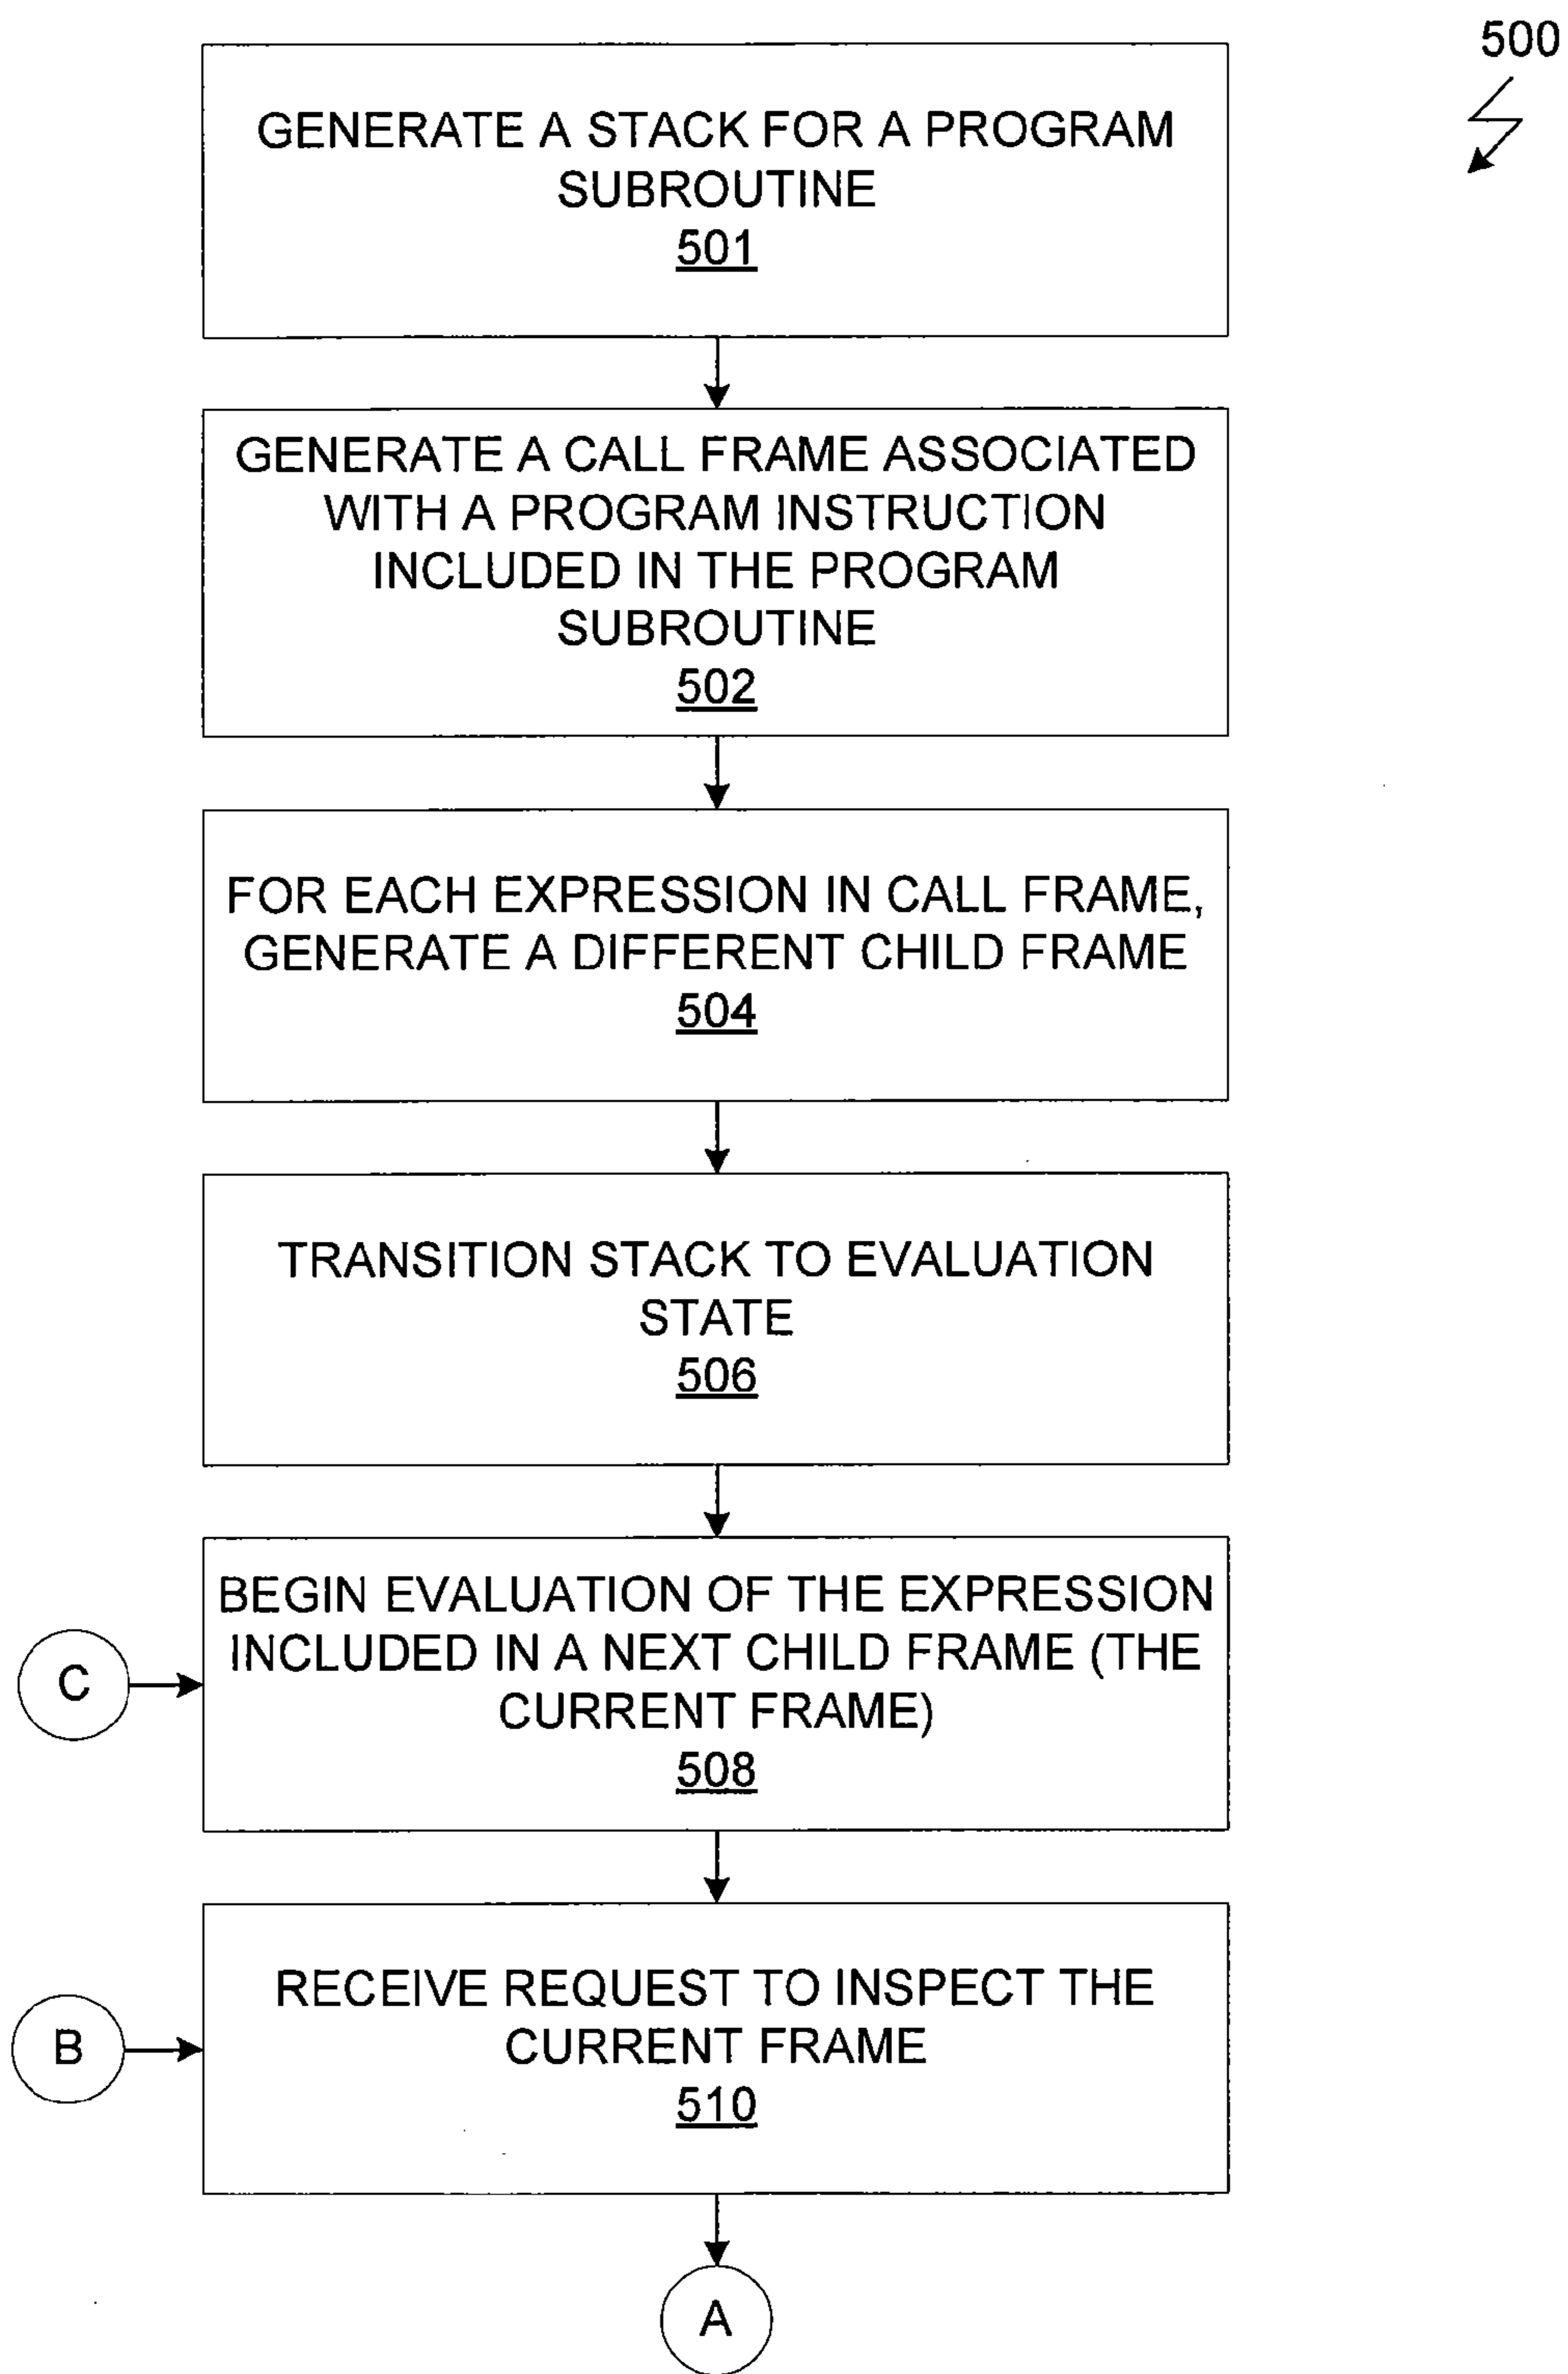 500
GENERATE A STACK FOR A PROGRAM
SUBROUTINE
501
GENERATE A CALL FRAME ASSOCIATED
WITH A PROGRAM INSTRUCTION
INCLUDED IN THE PROGRAM
SUBROUTINE
502
FOR EACH EXPRESSION IN CALL FRAME,
GENERATE A DIFFERENT CHILD FRAME
504
TRANSITION STACK TO EVALUATION
STATE
506
BEGIN EVALUATION OF THE EXPRESSION
INCLUDED IN A NEXT CHILD FRAME (THE
CURRENT FRAME)
508
C
RECEIVE REQUEST TO INSPECT THE
CURRENT FRAME
510
B
A